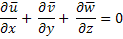 ∂ū/∂x + ∂v̄/∂y + ∂w̄/∂z = 0